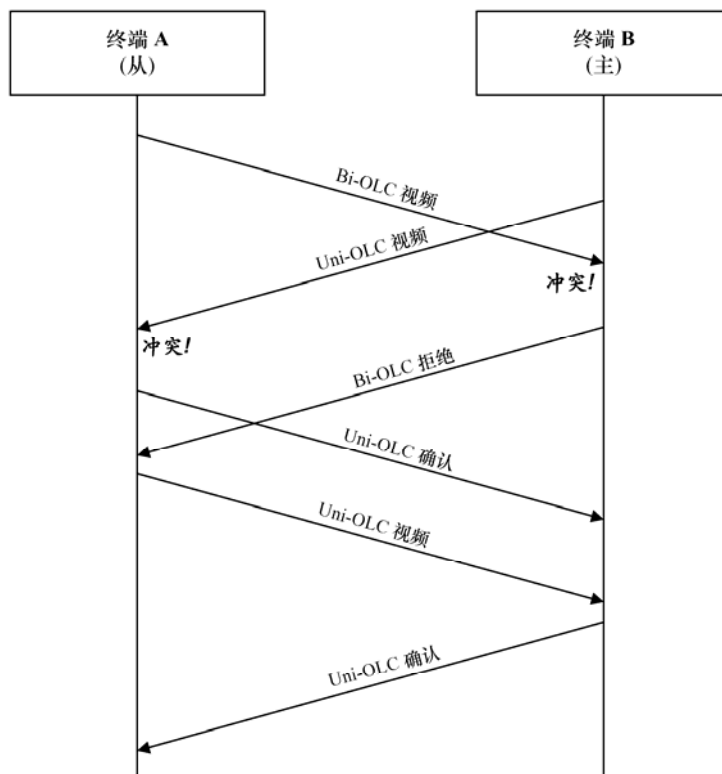 终端 A
(从)
终端 B
(主)
Bi-OLC 视频
Uni-OLC 视频
冲突!
冲突!
Bi-OLC 拒绝
Uni-OLC 确认
Uni-OLC 视频
Uni-OLC 确认